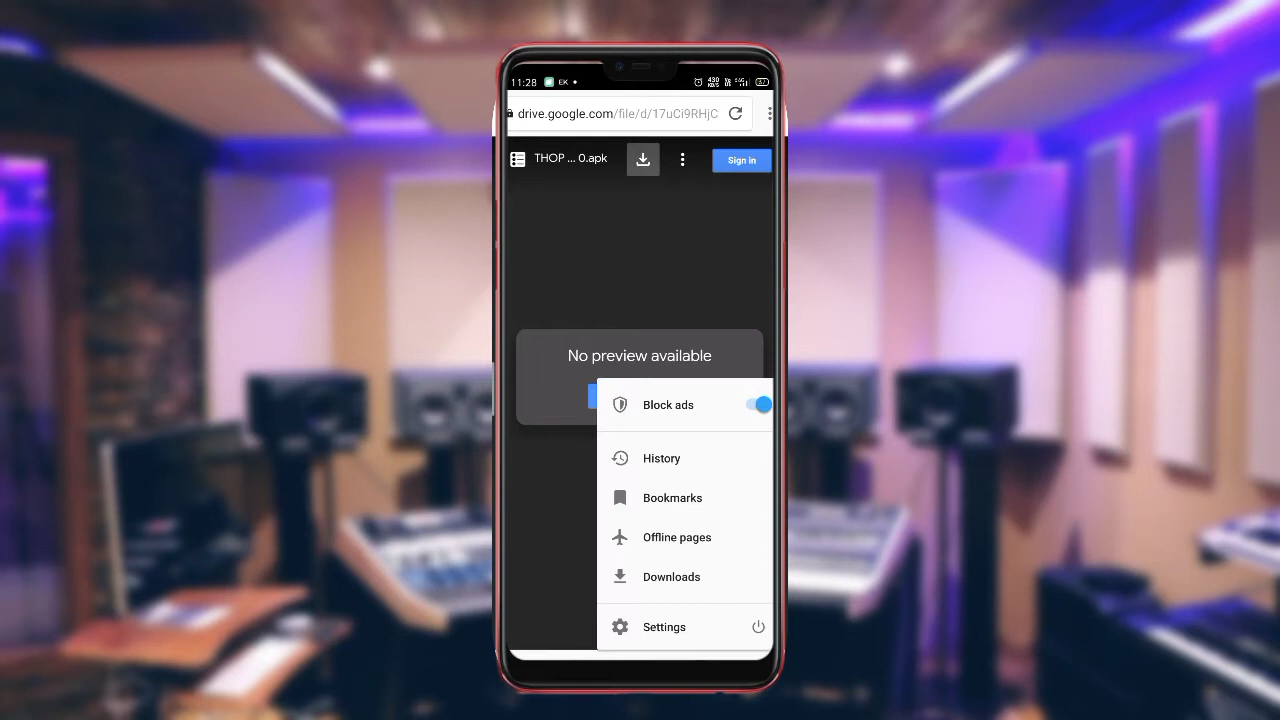 11:28 EK
drive.google.com/file/d/17uCi9RHjC
THOP ... 0.apk
Sign in
No preview available
Block ads
History
Bookmarks
Offline pages
Downloads
Settings